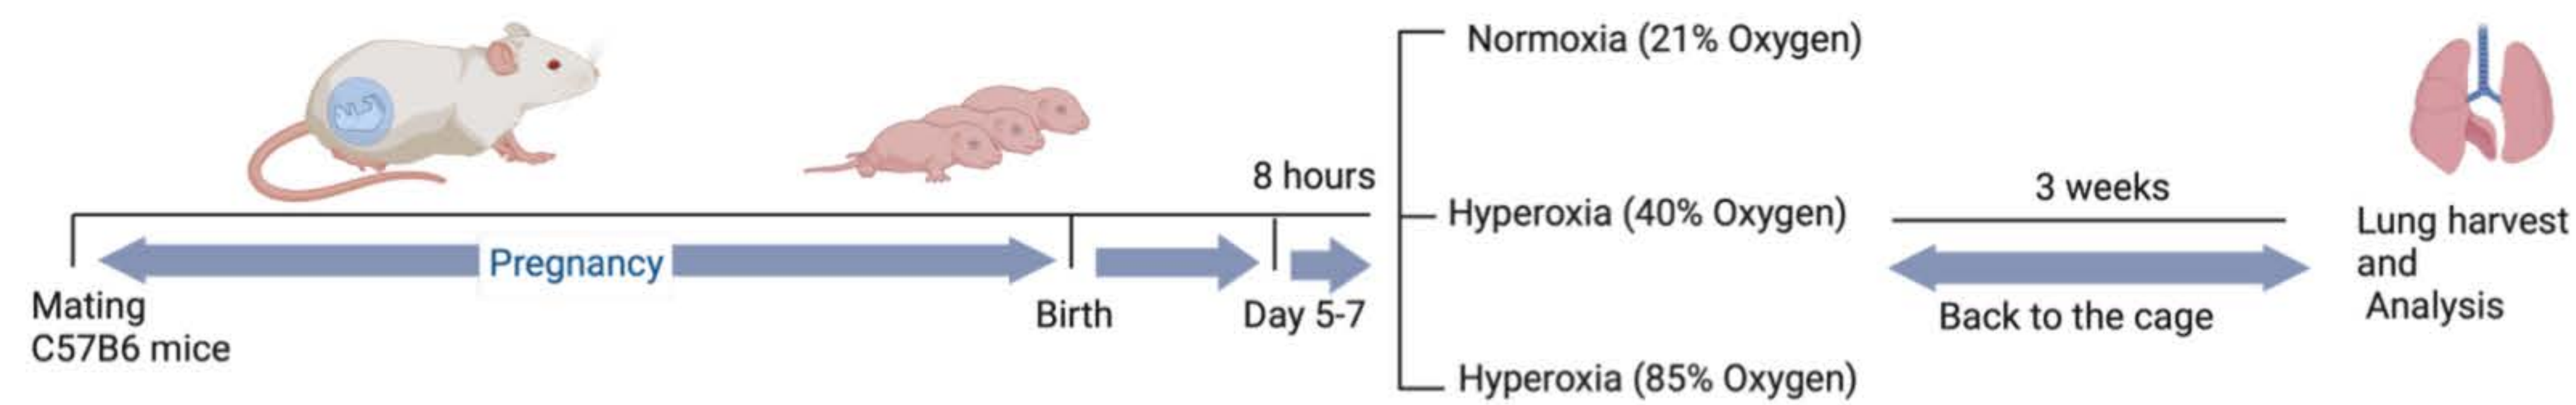 Normoxia (21% Oxygen)
8 hours
Hyperoxia (40% Oxygen)
3 weeks
Pregnancy
Mating
C57B6 mice
Birth
Day 5-7
Back to the cage
Lung harvest
and
Analysis
Hyperoxia (85% Oxygen)